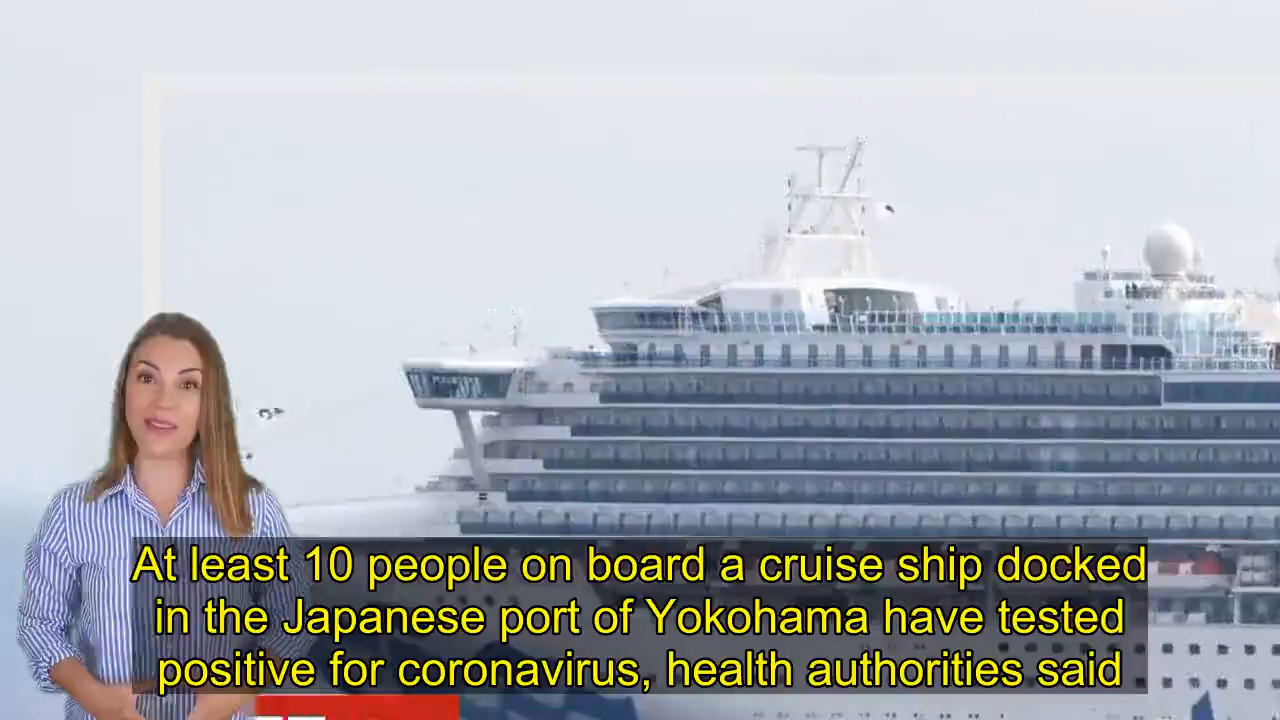 At least 10 people on board a cruise ship docked
in the Japanese port of Yokohama have tested
positive for coronavirus, health authorities said